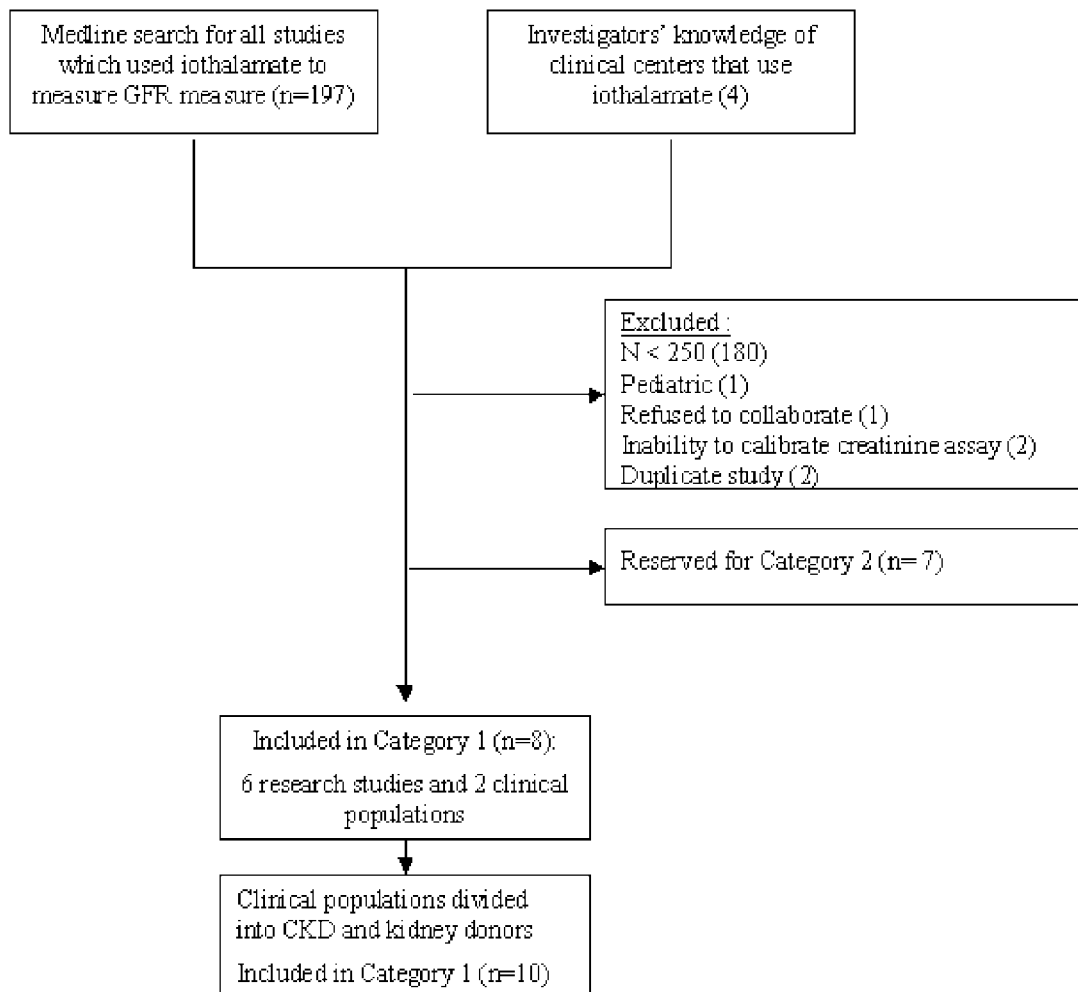 Medline search for all studies
which used iothalamate to
measure GFR measure (n=197)
Investigators' knowledge of
clinical centers that use
iothalamate (4)
Excluded :
N < 250 (180)
Pediatric (1)
Refused to collaborate (1)
Inability to calibrate creatinine assay (2)
Duplicate study (2)
Reserved for Category 2 (n= 7)
Included in Category 1 (n=8):
6 research studies and 2 clinical
populations
Clinical populations divided
into CKD and kidney donors
Included in Category 1 (n=10)